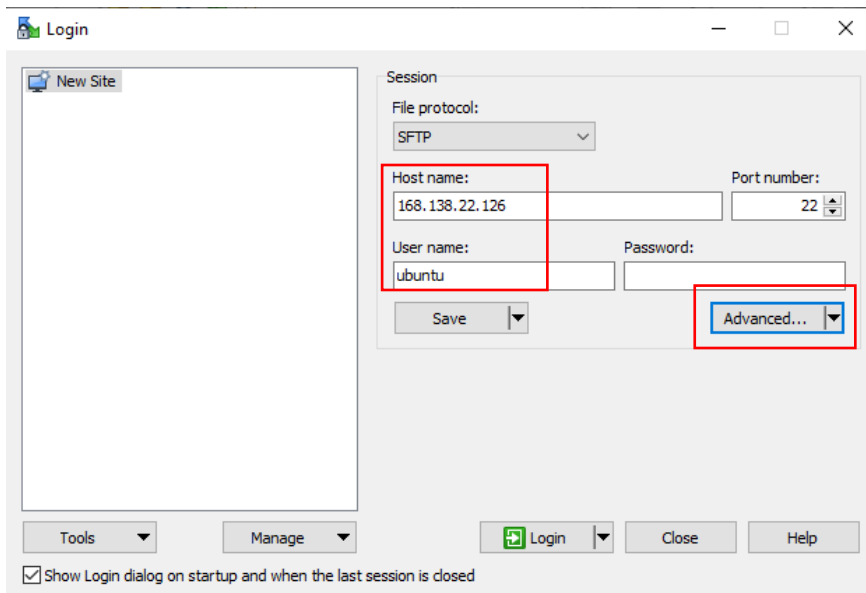 Login
New Site
Session
File protocol:
SFTP
Host name:
Port number:
168.138.22.126
22
User name:
Password:
ubuntu
Save
Advanced...
Tools
Manage
Login
Close
Help
Show Login dialog on startup and when the last session is closed